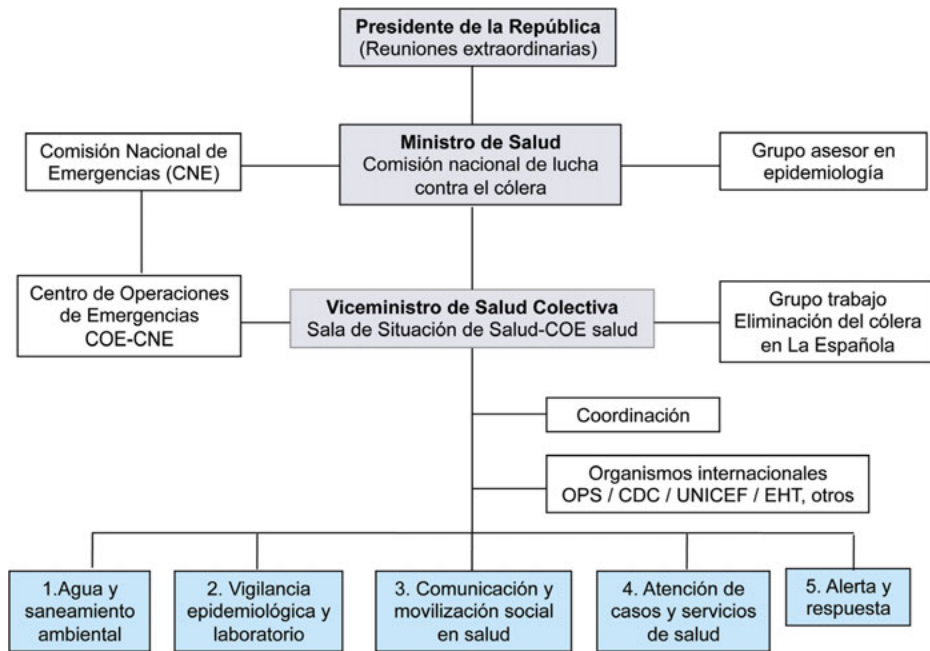 Presidente de la República
(Reuniones extraordinarias)
Comisión Nacional de
Emergencias (CNE)
Ministro de Salud
Comisión nacional de lucha
contra el cólera
Grupo asesor en
epidemiología
Centro de Operaciones
de Emergencias
COE-CNE
Viceministro de Salud Colectiva
Sala de Situación de Salud-COE salud
Grupo trabajo
Eliminación del cólera
en La Española
Coordinación
Organismos internacionales
OPS / CDC / UNICEF / EHT, otros
1.Agua y
saneamiento
ambiental
2. Vigilancia
epidemiológica y
laboratorio
3. Comunicación y
movilización social
en salud
4. Atención de
casos y servicios
de salud
5. Alerta y
respuesta